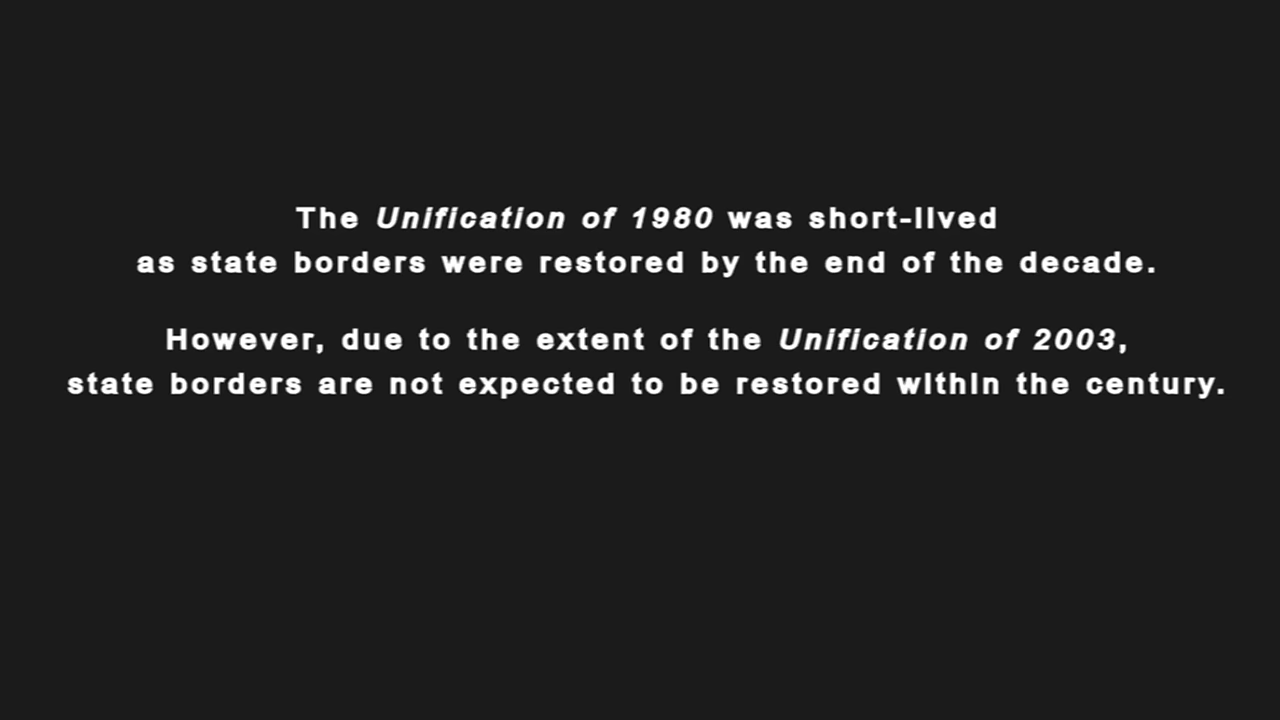 The Unification of 1980 was short-lived
as state borders were restored by the end of the decade.
However, due to the extent of the Unification of 2003,
state borders are not expected to be restored within the century.